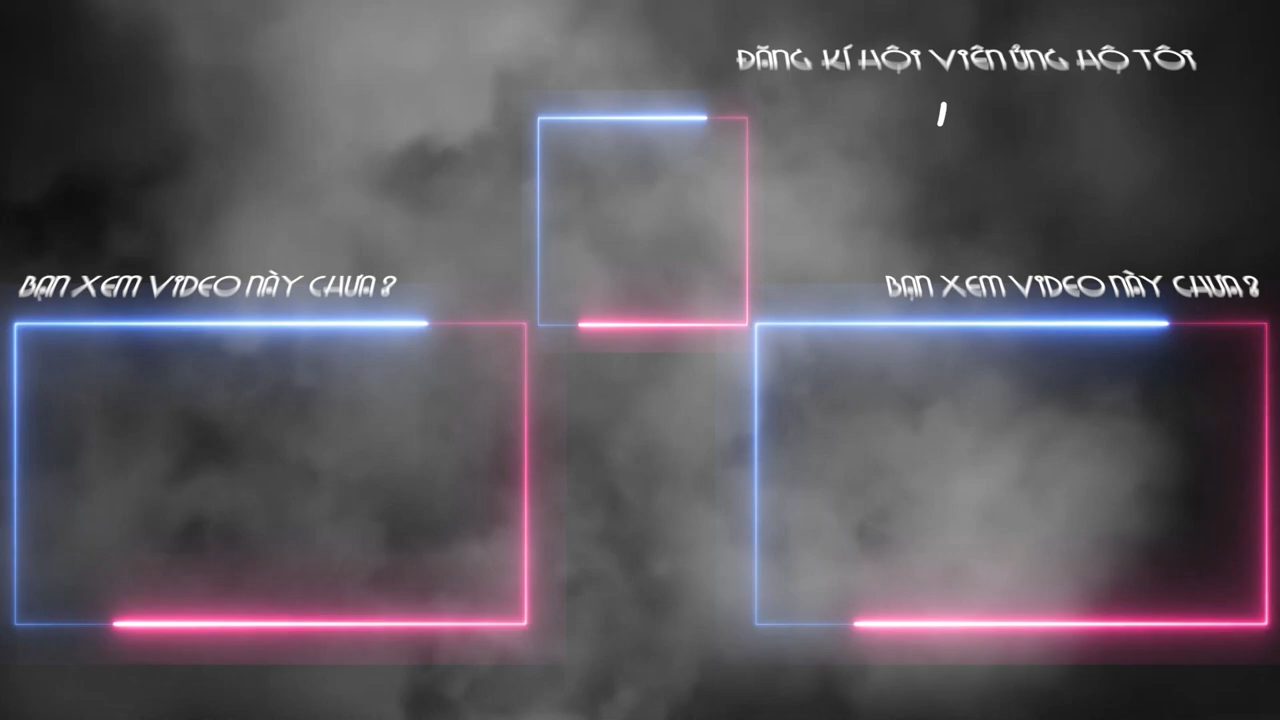 ĐĂNG KÍ HỘI VIÊN ỦNG HỘ TÔI
BẠN XEM VIDEO NÀY CHƯA ?
BẠN XEM VIDEO NÀY CHƯA ?